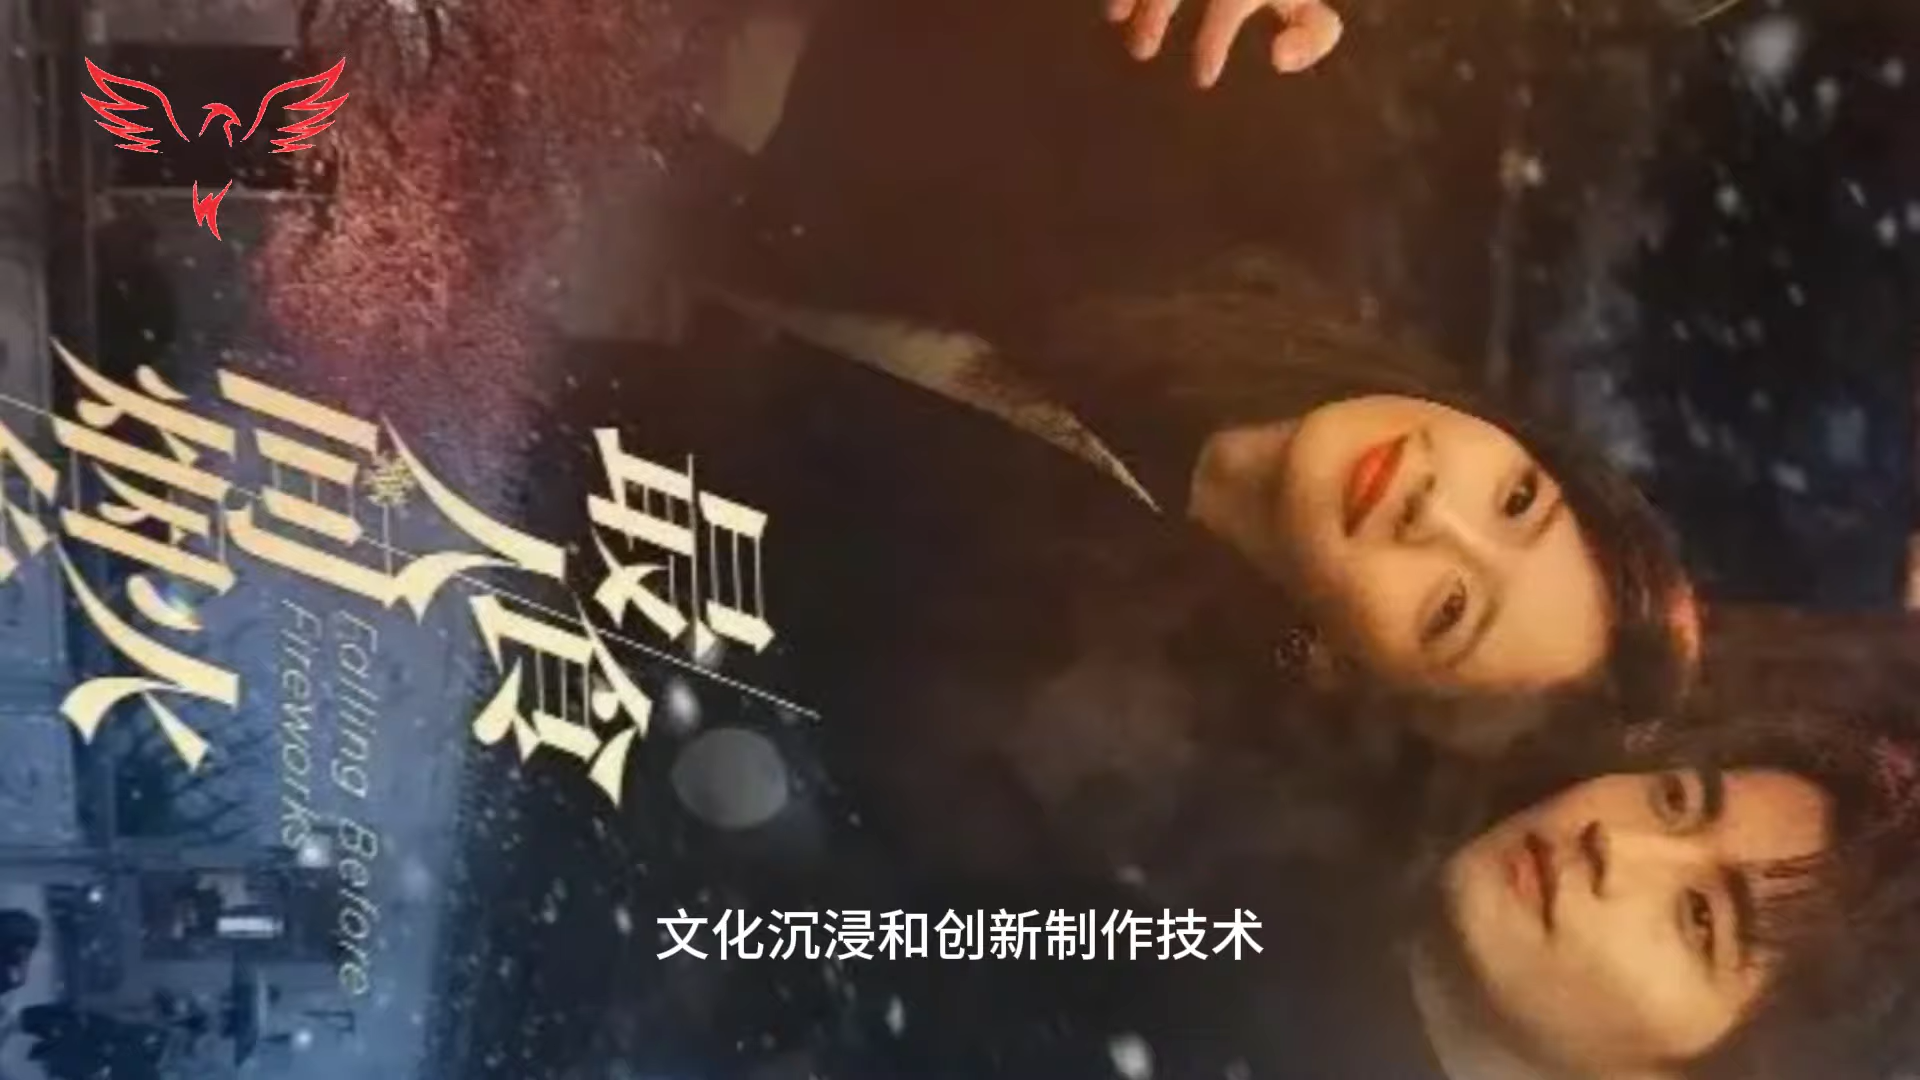 最食
人间
烟火
Falling Before
Fireworks
文化沉浸和创新制作技术